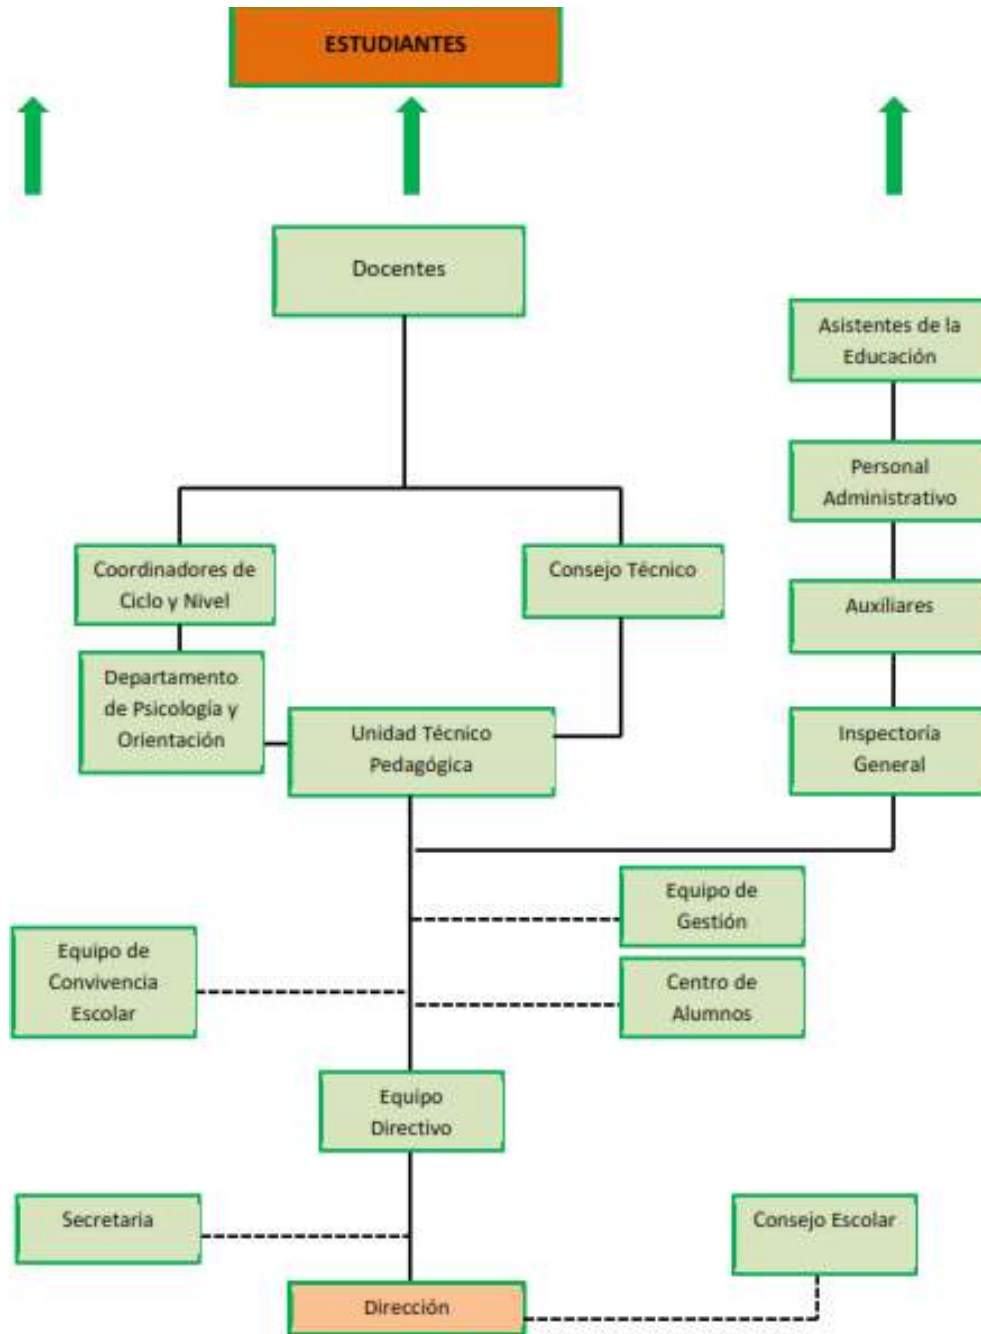 ESTUDIANTES
Docentes
Asistentes de la
Educación
Personal
Administrativo
Coordinadores de
Ciclo y Nivel
Consejo Técnico
Auxiliares
Departamento
de Psicología y
Orientación
Unidad Técnico
Pedagógica
Inspectoría
General
Equipo de
Gestión
Equipo de
Convivencia
Escolar
Centro de
Alumnos
Equipo
Directivo
Secretaria
Consejo Escolar
Dirección